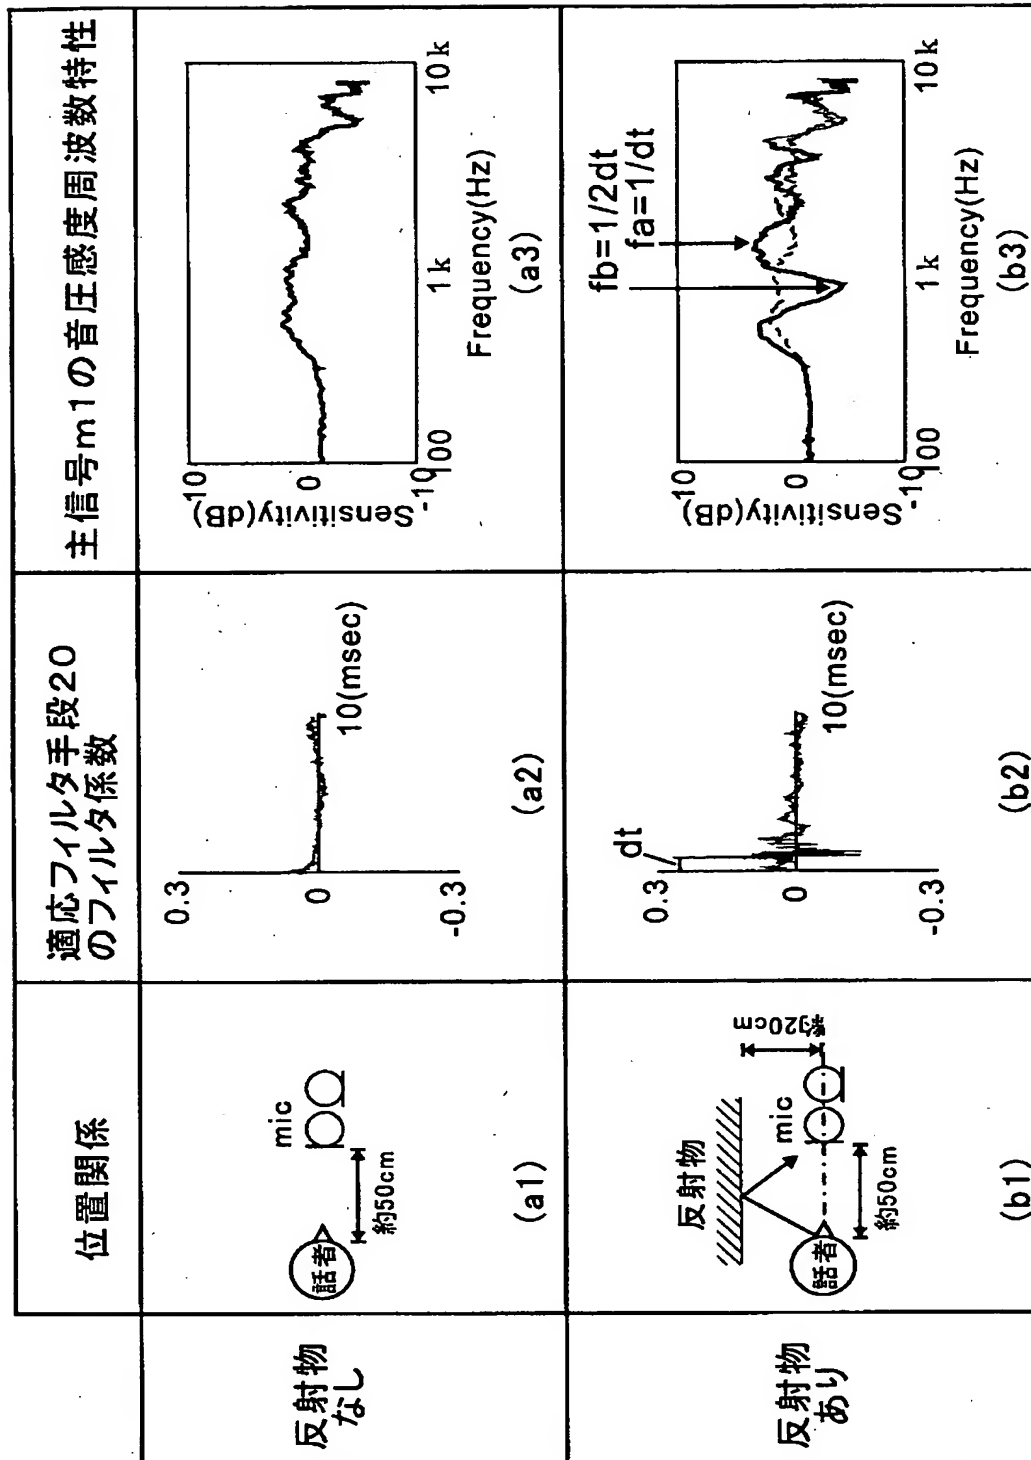 位置関係
適応フィルタ手段20
のフィルタ係数
主信号m1の音圧感度周波数特性
反射物
なし
話者
mic
約50cm
(a1)
0.3
0
-0.3
10(msec)
(a2)
Sensitivity(dB)
10
0
-10
100
1k
10k
Frequency(Hz)
(a3)
反射物
あり
反射物
話者
mic
約50cm
約20cm
(b1)
dt
0.3
0
-0.3
10(msec)
(b2)
fb=1/2dt
fa=1/dt
Sensitivity(dB)
10
0
-10
100
1k
10k
Frequency(Hz)
(b3)